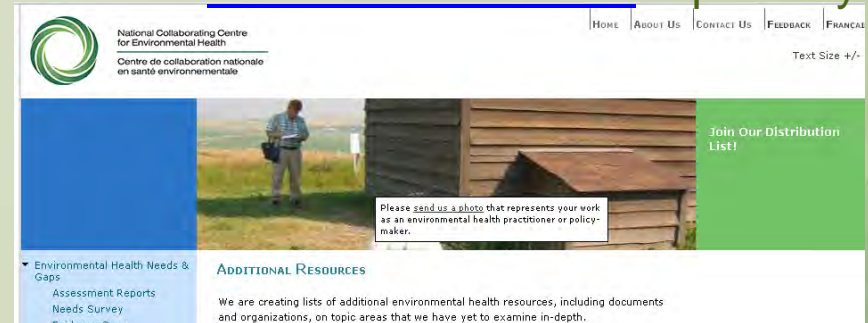 National Collaborating Centre
for Environmental Health
Centre de collaboration nationale
en santé environnementale
HOME
ABOUT US
CONTACT US
FEEDBACK
Text Size +/-
Join Our Distribution
List!
Please send us a photo that represents your work
as an environmental health practitioner or policy-
maker.
Environmental Health Needs &
Gaps
Assessment Reports
Needs Survey
ADDITIONAL RESOURCES
We are creating lists of additional environmental health resources, including documents
and organizations, on topic areas that we have yet to examine in-depth.